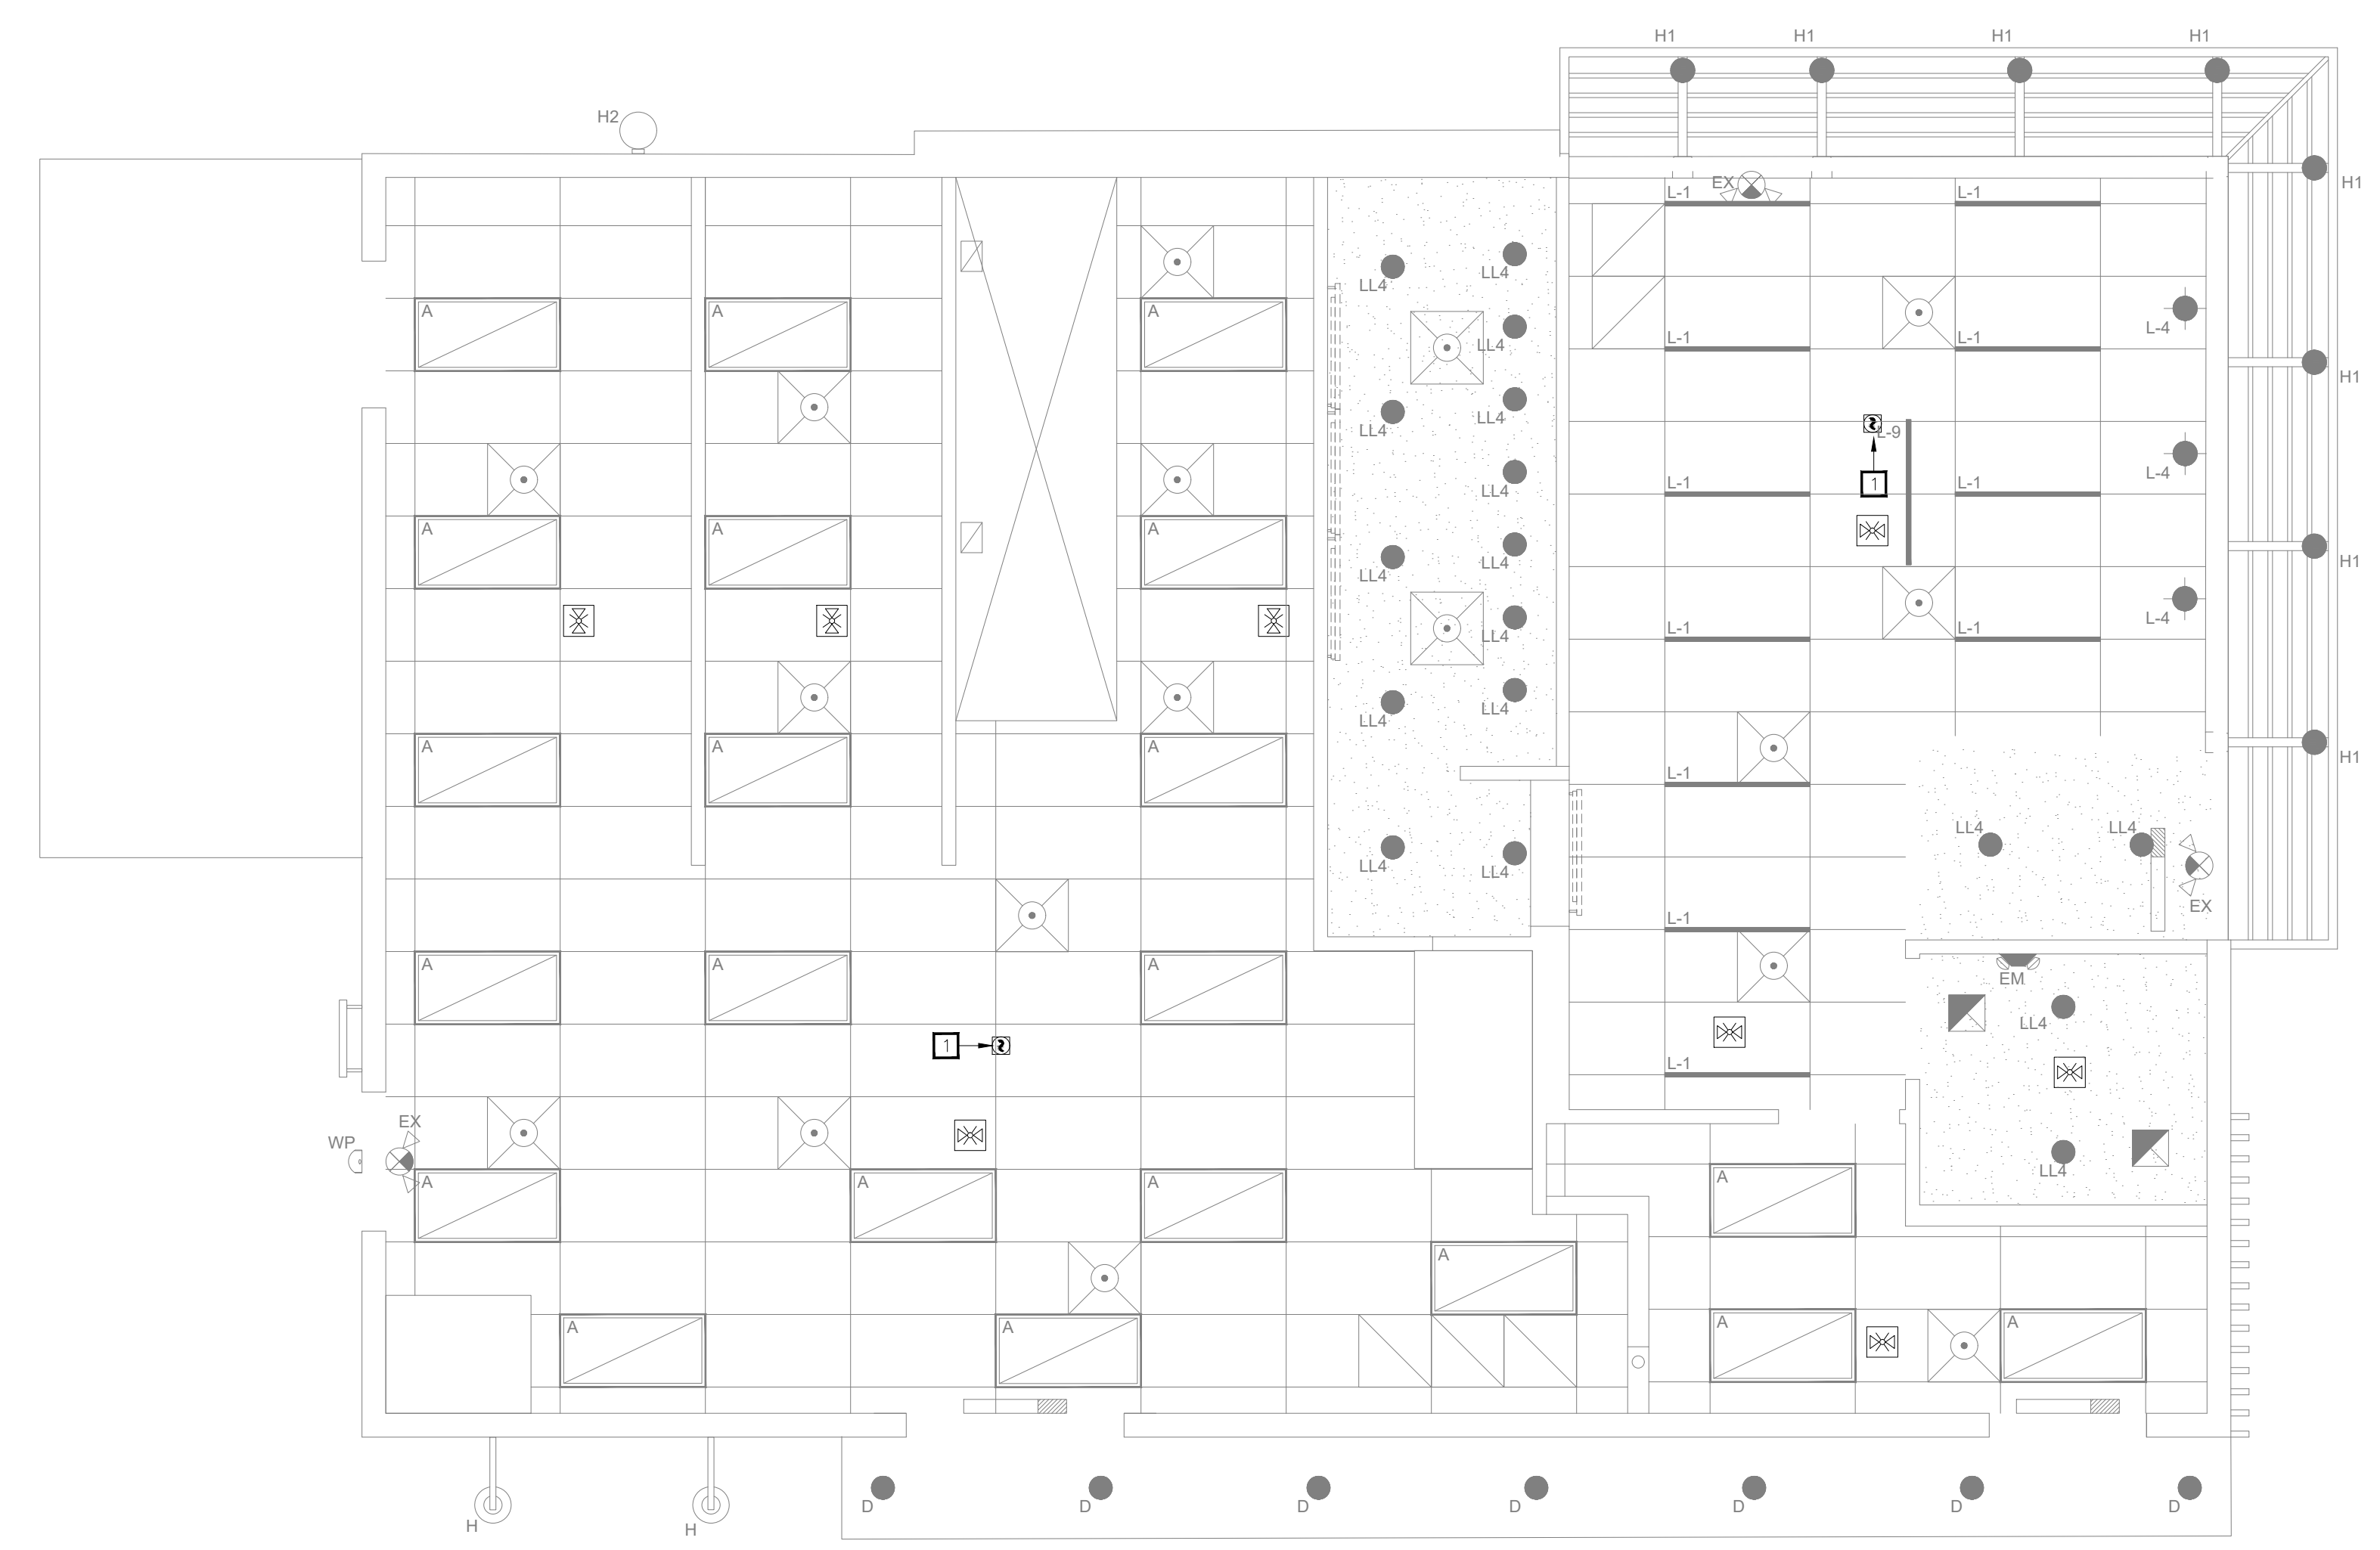 H1 H1 H1 H1
H2
EX L-1 L-1 H1
LL4 LL4
A A A L-4
LL4 L-1 L-1
H1
LL4 LL4 L-9
L-4
1 L-1 L-1
LL4
A A A
LL4 LL4 H1
L-4
LL4 L-1 L-1
LL4 LL4
A A A L-1 H1
LL4 LL4
LL4 LL4
EX
L-1
A A A EM
LL4
1
L-1
EX
WP
LL4
A A A A
A
A A A A
D D D D D D D
H H